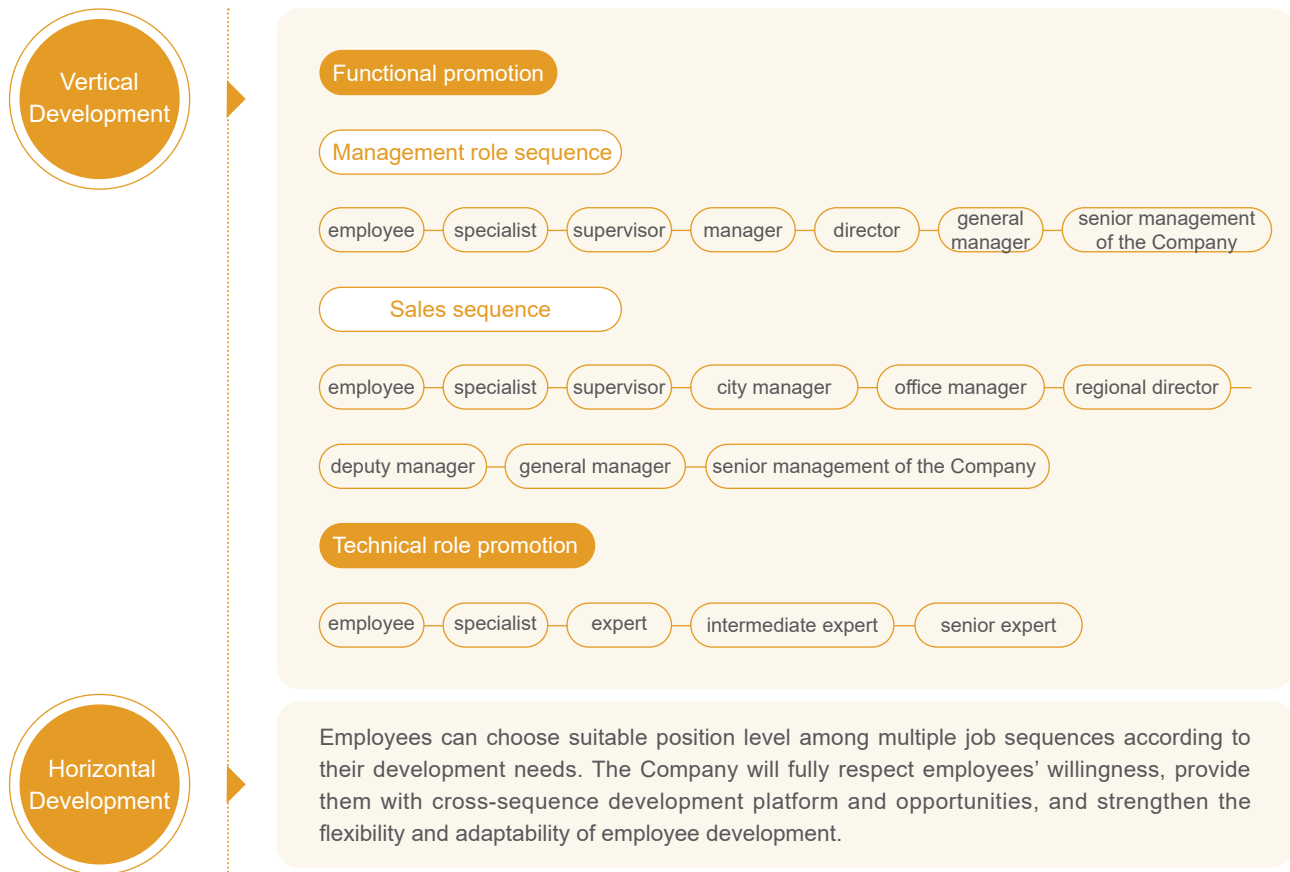 Vertical
Development
Functional promotion
Management role sequence
employee specialist supervisor manager director general manager senior management of the Company
Sales sequence
employee specialist supervisor city manager office manager regional director
deputy manager general manager senior management of the Company
Technical role promotion
employee specialist expert intermediate expert senior expert
Horizontal
Development
Employees can choose suitable position level among multiple job sequences according to
their development needs. The Company will fully respect employees’ willingness, provide
them with cross-sequence development platform and opportunities, and strengthen the
flexibility and adaptability of employee development.